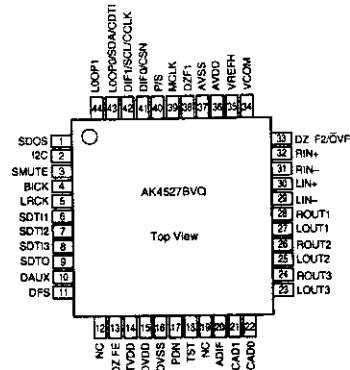 LOOP1
LOOP0/SDA/CDTI
DIF1/SCL/CCLK
DIF0/CSN
P/S
MCLK
DZF1
AVSS
AVDD
VREFH
VCOM
44 43 42 41 40 39 38 37 36 35 34
SDOS 1
I2C 2
SMUTE 3
BICK 4
LRCK 5
SDTI1 6
SDTI2 7
SDTI3 8
SDTO 9
DAUX 10
DFS 11
AK4527BVQ
Top View
33 DZF2/OVF
32 RIN+
31 RIN−
30 LIN+
29 LIN−
28 ROUT1
27 LOUT1
26 ROUT2
25 LOUT2
24 ROUT3
23 LOUT3
12 13 14 15 16 17 18 19 20 21 22
NC
DZFE
TVDD
DVDD
DVSS
PDN
TST
NC
ADIF
CAD1
CAD0